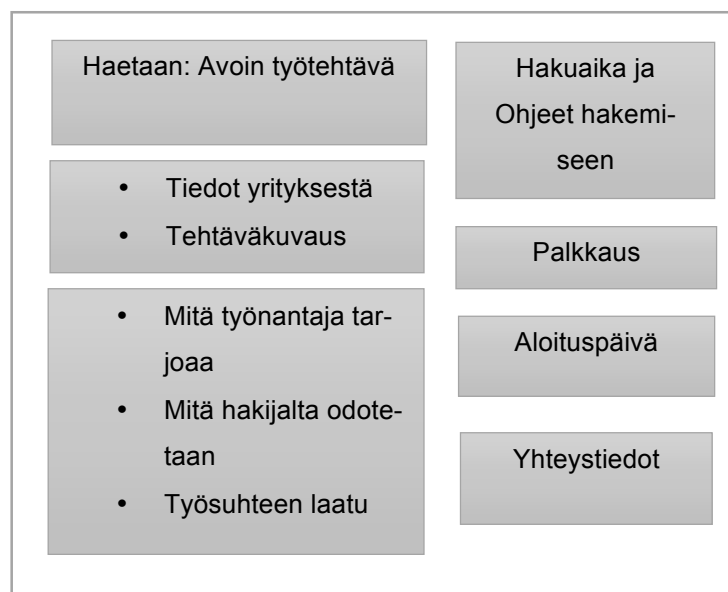 Haetaan: Avoin työtehtävä
• Tiedot yrityksestä
• Tehtäväkuvaus
• Mitä työnantaja tar-
joaa
• Mitä hakijalta odote-
taan
• Työsuhteen laatu
Hakuaika ja
Ohjeet hakemi-
seen
Palkkaus
Aloituspäivä
Yhteystiedot